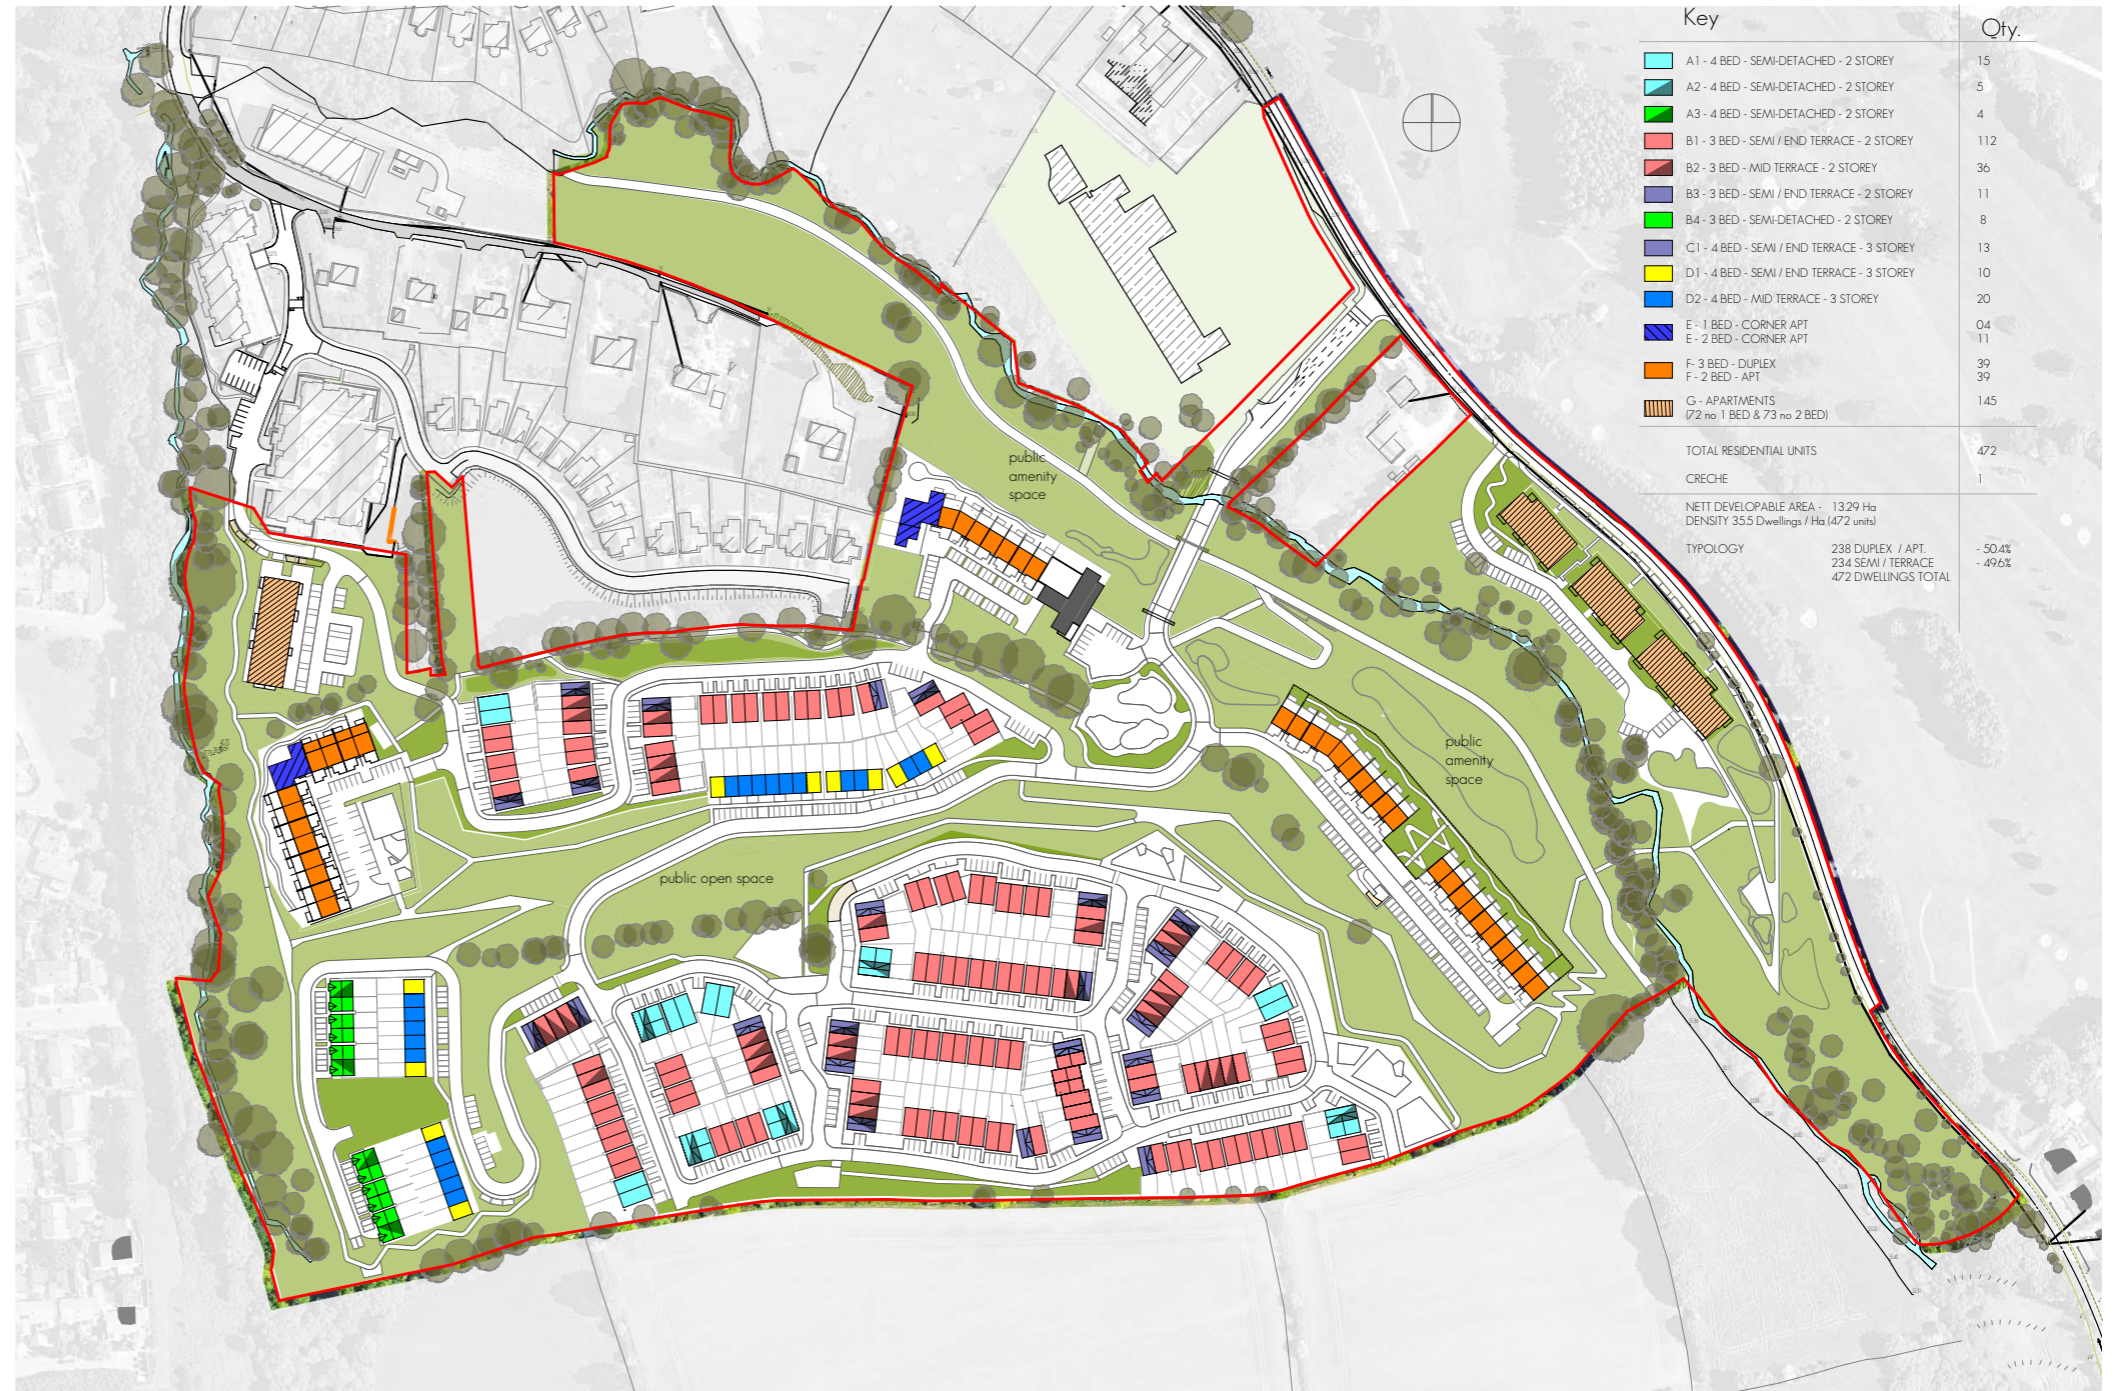 Key
Qty.
A1 - 4 BED - SEMI-DETACHED - 2 STOREY 15
A2 - 4 BED - SEMI-DETACHED - 2 STOREY 5
A3 - 4 BED - SEMI-DETACHED - 2 STOREY 4
B1 - 3 BED - SEMI / END TERRACE - 2 STOREY 112
B2 - 3 BED - MID TERRACE - 2 STOREY 36
B3 - 3 BED - SEMI / END TERRACE - 2 STOREY 11
B4 - 3 BED - SEMI-DETACHED - 2 STOREY 8
C1 - 4 BED - SEMI / END TERRACE - 3 STOREY 13
D1 - 4 BED - SEMI / END TERRACE - 3 STOREY 10
D2 - 4 BED - MID TERRACE - 3 STOREY 20
E - 1 BED - CORNER APT 04
E - 2 BED - CORNER APT 11
F- 3 BED - DUPLEX 39
F - 2 BED - APT 39
G - APARTMENTS 145
(72 no 1 BED & 73 no 2 BED)
TOTAL RESIDENTIAL UNITS 472
CRECHE 1
NETT DEVELOPABLE AREA - 13.29 Ha
DENSITY 35.5 Dwellings / Ha (472 units)
TYPOLOGY 238 DUPLEX / APT. - 50.4%
234 SEMI / TERRACE - 49.6%
472 DWELLINGS TOTAL
public
amenity
space
public
amenity
space
public open space